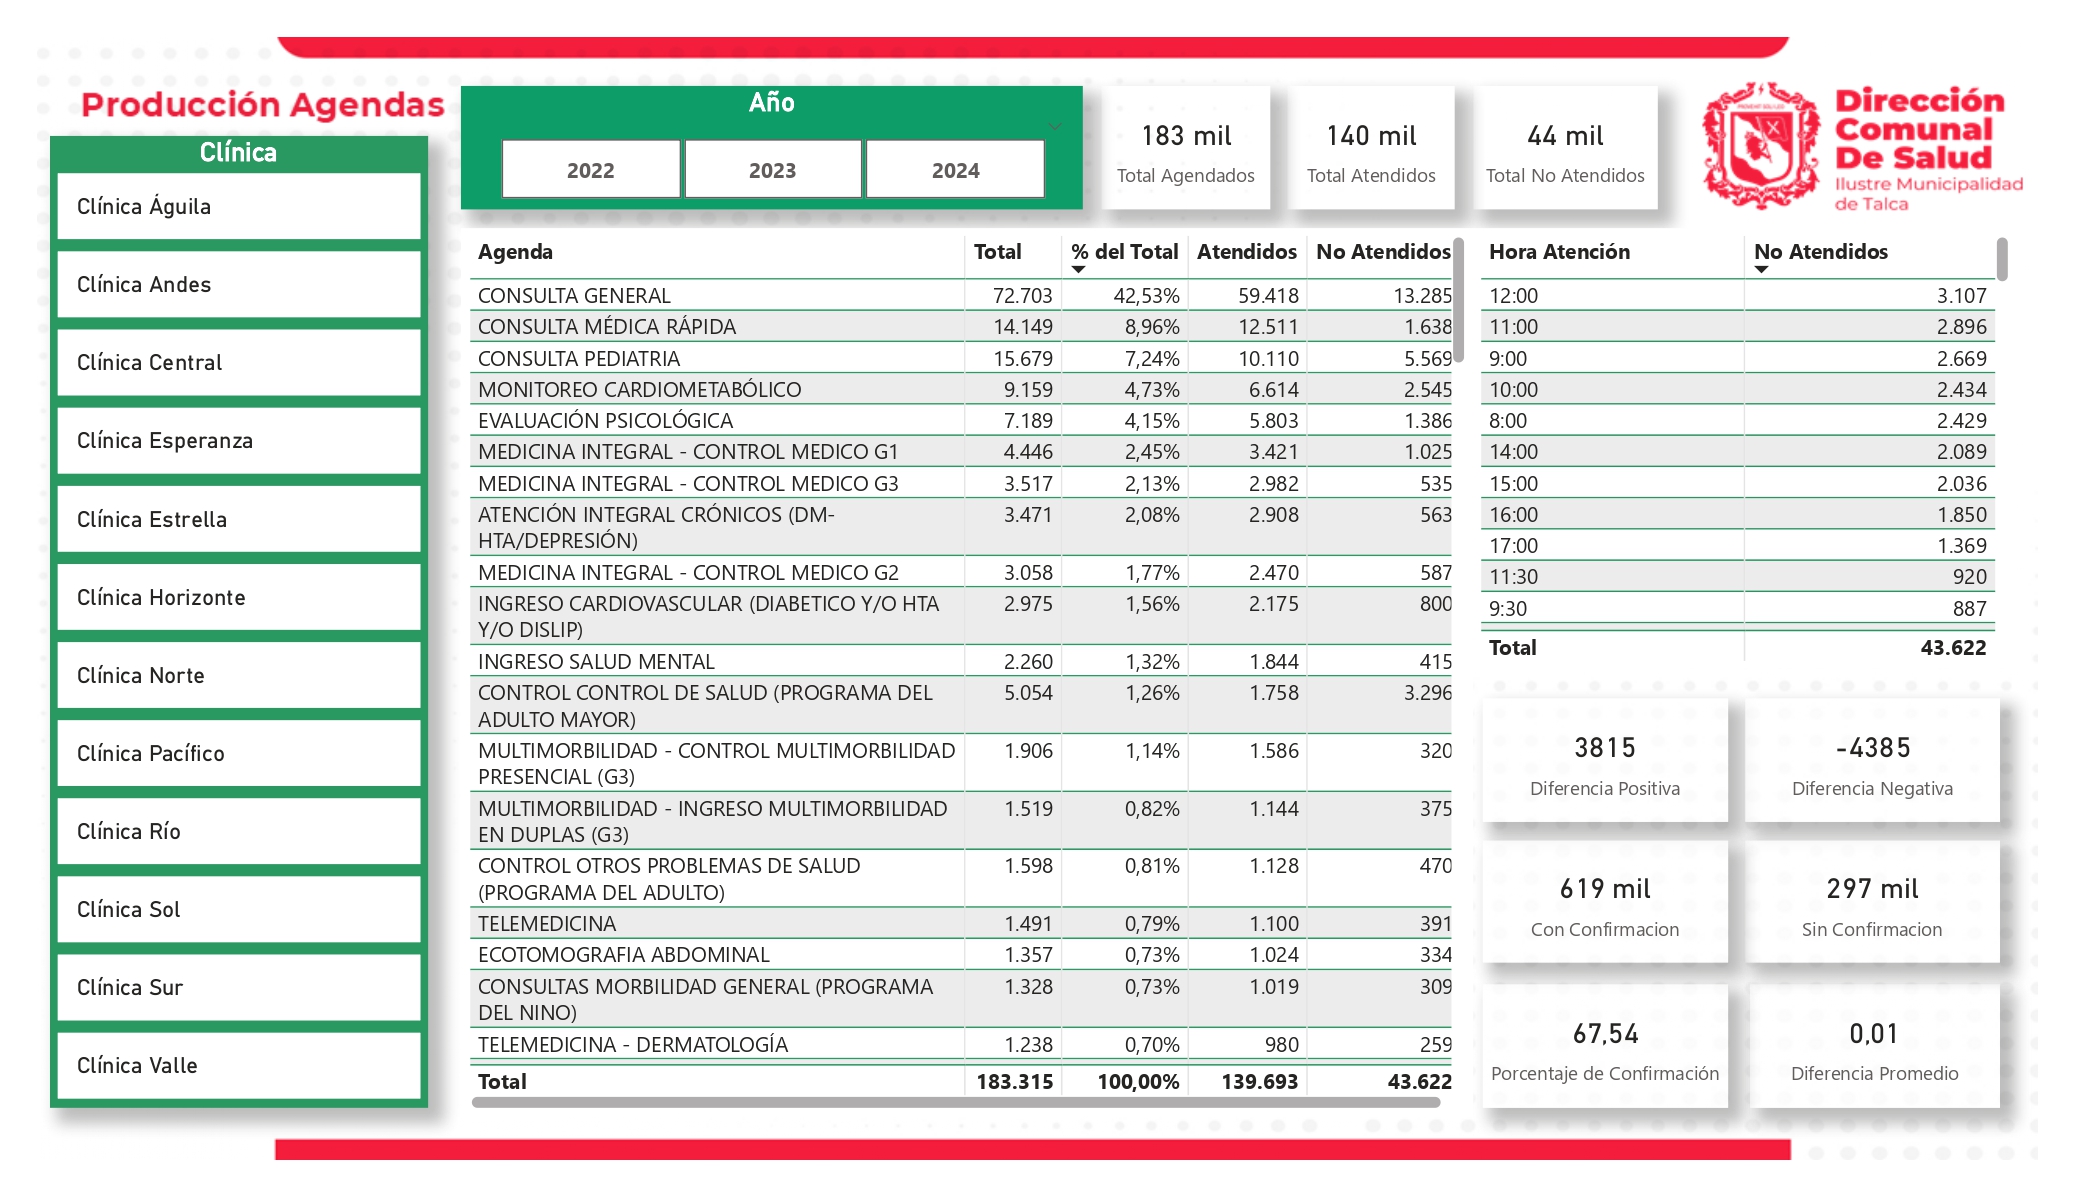 Producción Agendas
Clínica
Clínica Águila
Clínica Andes
Clínica Central
Clínica Esperanza
Clínica Estrella
Clínica Horizonte
Clínica Norte
Clínica Pacífico
Clínica Río
Clínica Sol
Clínica Sur
Clínica Valle
Año
2022 2023 2024
183 mil
Total Agendados
140 mil
Total Atendidos
44 mil
Total No Atendidos
Dirección
Comunal
De Salud
Ilustre Municipalidad
de Talca
Agenda Total % del Total Atendidos No Atendidos
CONSULTA GENERAL 72.703 42,53% 59.418 13.285
CONSULTA MÉDICA RÁPIDA 14.149 8,96% 12.511 1.638
CONSULTA PEDIATRIA 15.679 7,24% 10.110 5.569
MONITOREO CARDIOMETABÓLICO 9.159 4,73% 6.614 2.545
EVALUACIÓN PSICOLÓGICA 7.189 4,15% 5.803 1.386
MEDICINA INTEGRAL - CONTROL MEDICO G1 4.446 2,45% 3.421 1.025
MEDICINA INTEGRAL - CONTROL MEDICO G3 3.517 2,13% 2.982 535
ATENCIÓN INTEGRAL CRÓNICOS (DM- 3.471 2,08% 2.908 563
HTA/DEPRESIÓN)
MEDICINA INTEGRAL - CONTROL MEDICO G2 3.058 1,77% 2.470 587
INGRESO CARDIOVASCULAR (DIABETICO Y/O HTA 2.975 1,56% 2.175 800
Y/O DISLIP)
INGRESO SALUD MENTAL 2.260 1,32% 1.844 415
CONTROL CONTROL DE SALUD (PROGRAMA DEL 5.054 1,26% 1.758 3.296
ADULTO MAYOR)
MULTIMORBILIDAD - CONTROL MULTIMORBILIDAD 1.906 1,14% 1.586 320
PRESENCIAL (G3)
MULTIMORBILIDAD - INGRESO MULTIMORBILIDAD 1.519 0,82% 1.144 375
EN DUPLAS (G3)
CONTROL OTROS PROBLEMAS DE SALUD 1.598 0,81% 1.128 470
(PROGRAMA DEL ADULTO)
TELEMEDICINA 1.491 0,79% 1.100 391
ECOTOMOGRAFIA ABDOMINAL 1.357 0,73% 1.024 334
CONSULTAS MORBILIDAD GENERAL (PROGRAMA 1.328 0,73% 1.019 309
DEL NINO)
TELEMEDICINA - DERMATOLOGÍA 1.238 0,70% 980 259
Total 183.315 100,00% 139.693 43.622
Hora Atención No Atendidos
12:00 3.107
11:00 2.896
9:00 2.669
10:00 2.434
8:00 2.429
14:00 2.089
15:00 2.036
16:00 1.850
17:00 1.369
11:30 920
9:30 887
Total 43.622
3815
Diferencia Positiva
-4385
Diferencia Negativa
619 mil
Con Confirmacion
297 mil
Sin Confirmacion
67,54
Porcentaje de Confirmación
0,01
Diferencia Promedio